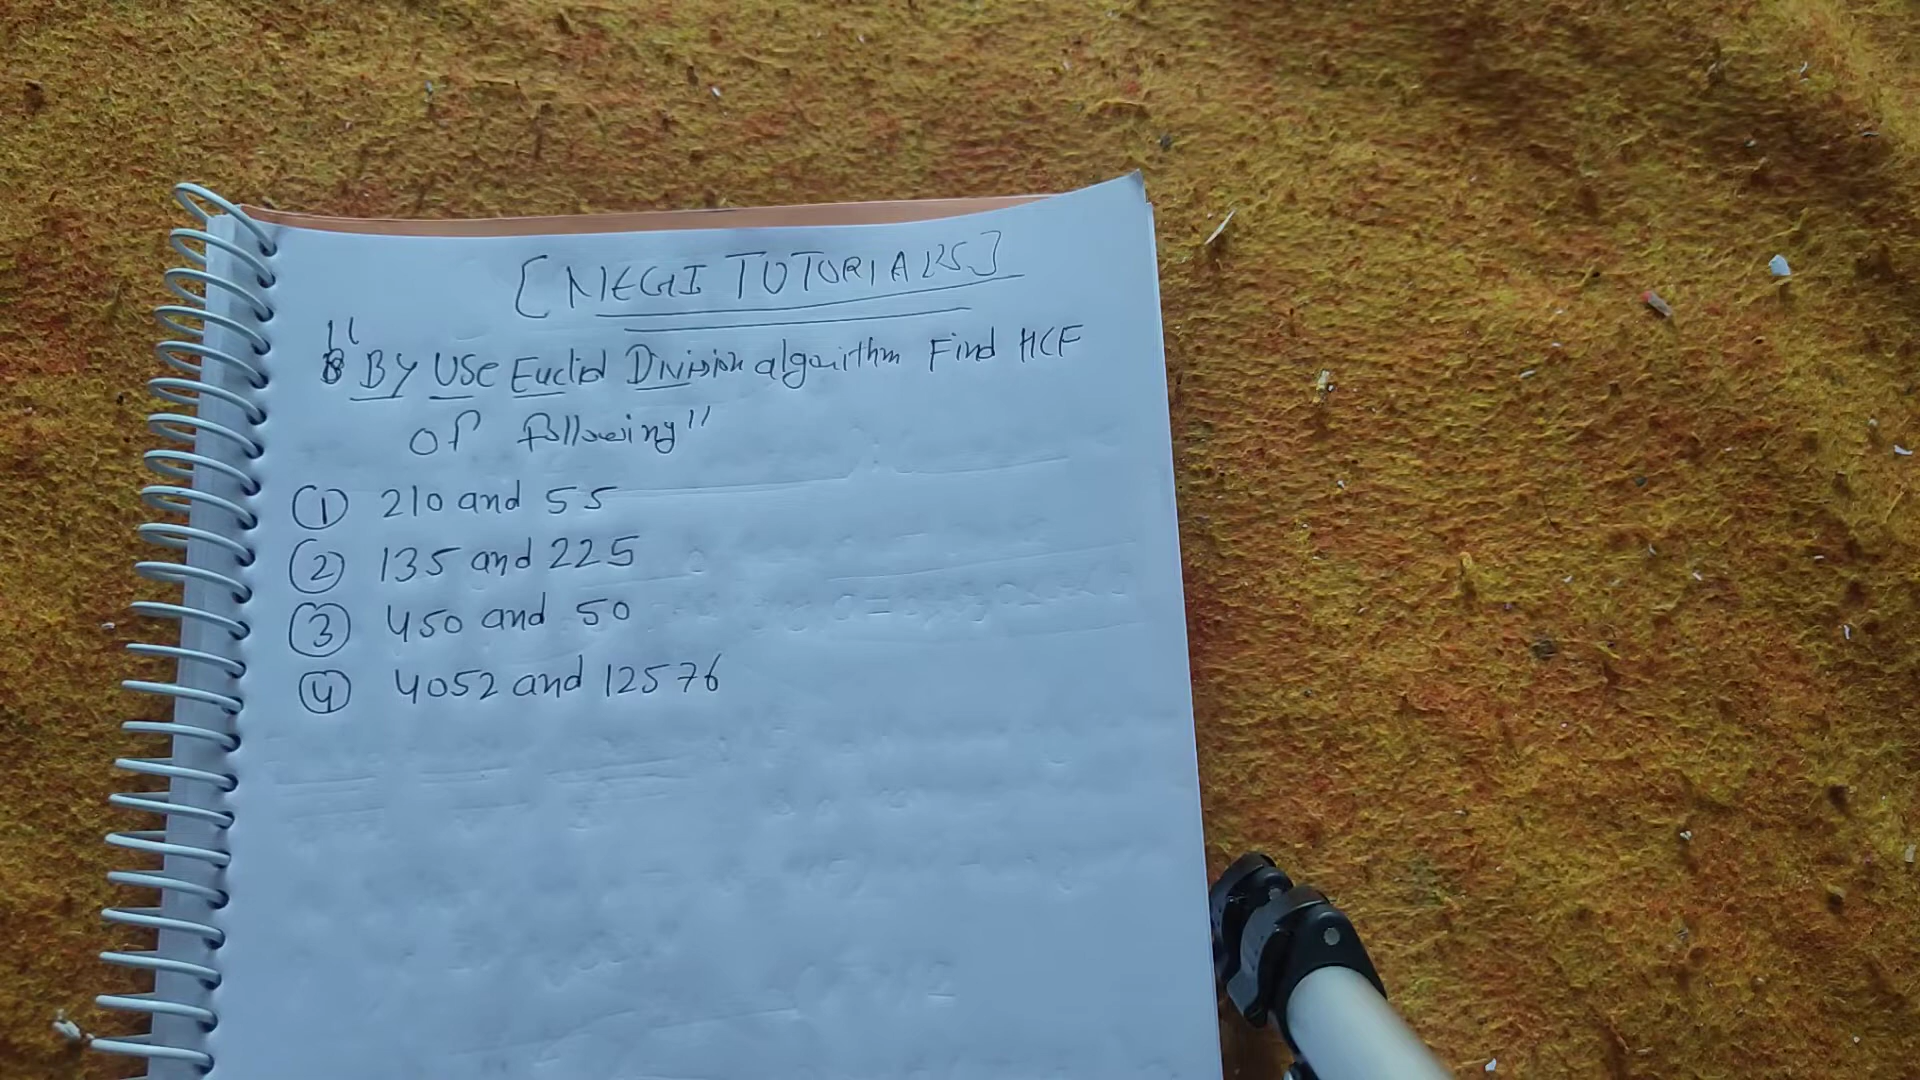 [NEGI TUTORIALS]
"BY USe Euclid Division algorithm Find HCF
of following"
① 210 and 55
② 135 and 225
③ 450 and 50
④ 4052 and 12576